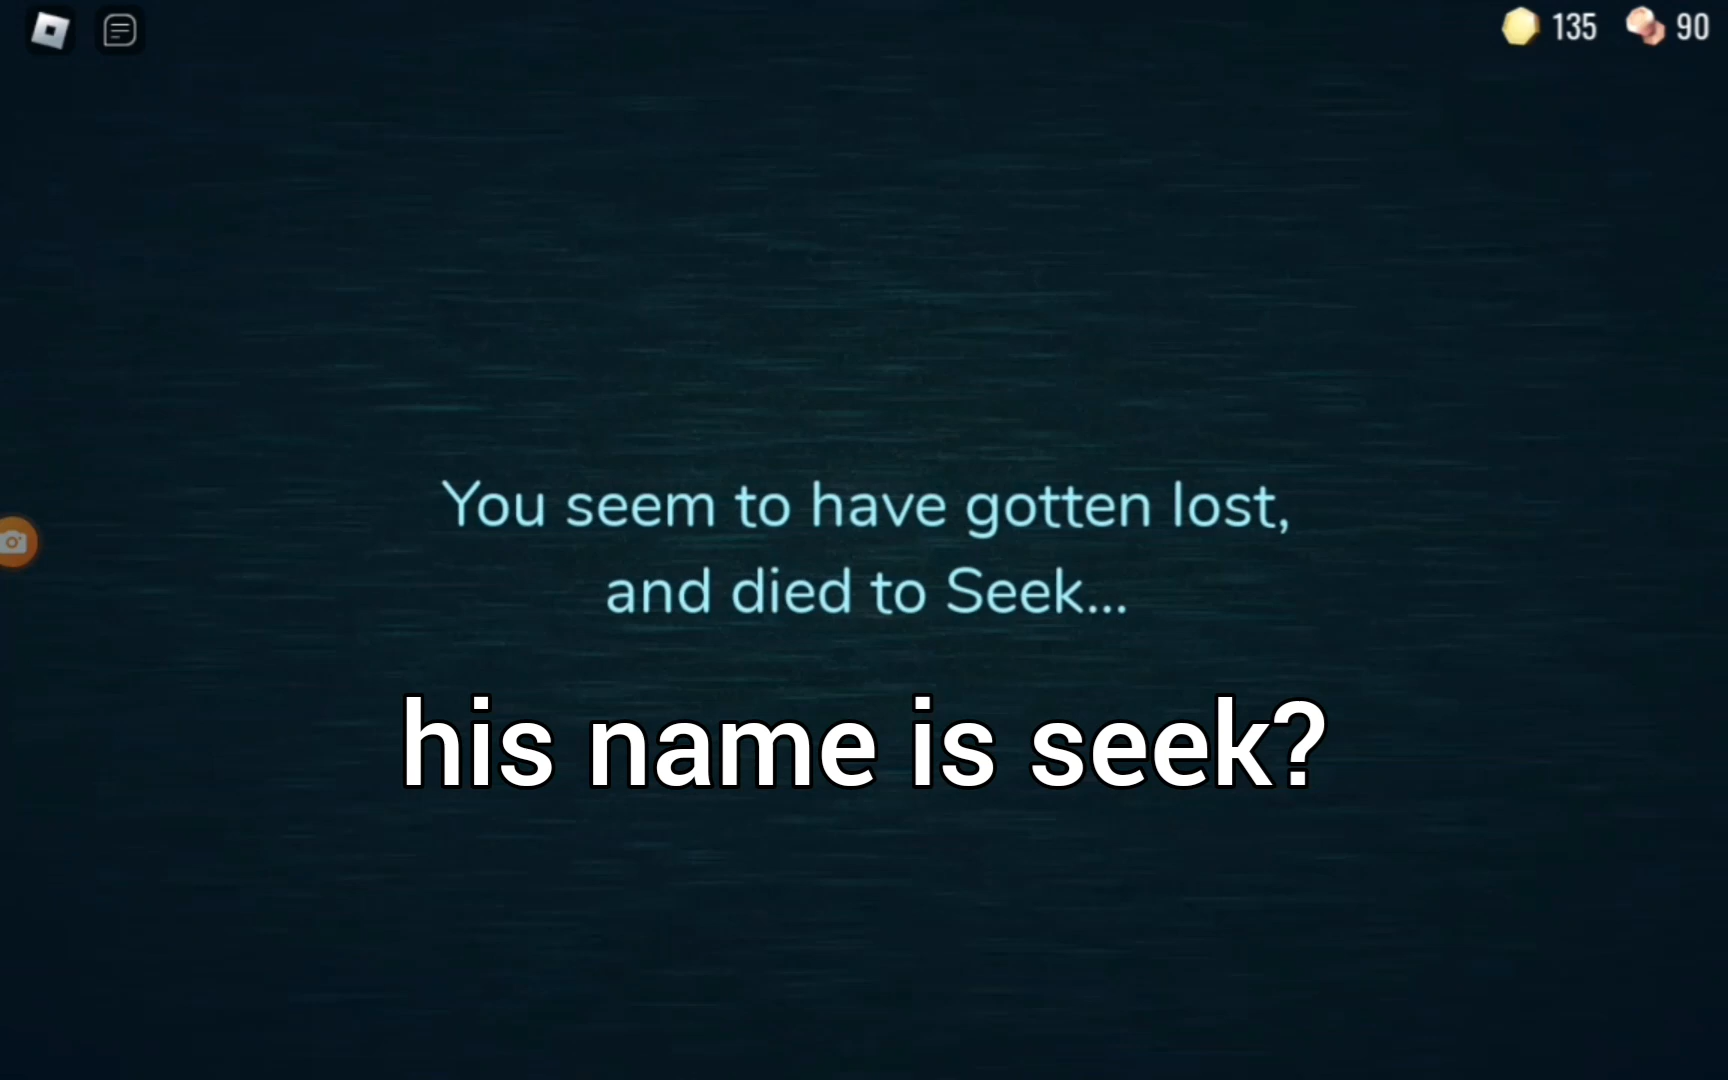 135 90
You seem to have gotten lost,
and died to Seek...
his name is seek?